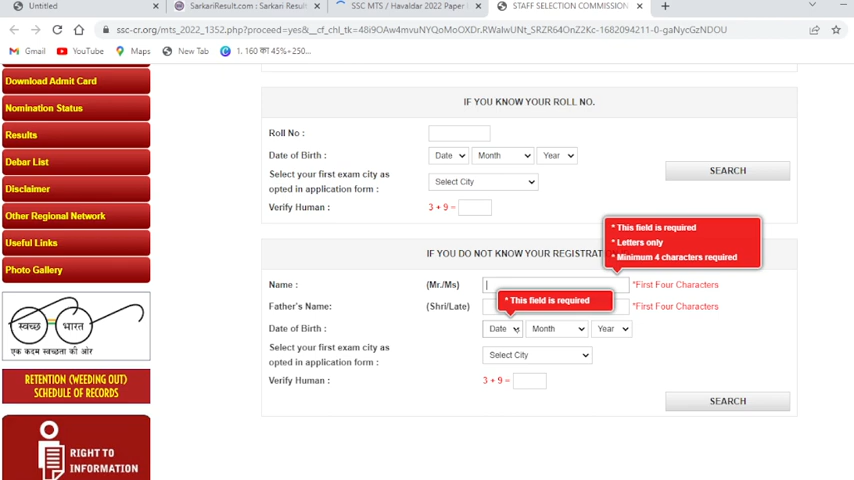 Untitled
SarkariResult.com : Sarkari Result
SSC MTS / Havaldar 2022 Paper I
STAFF SELECTION COMMISSION
ssc-cr.org/mts_2022_1352.php?proceed=yes&__cf_chl_tk=48i9OAw4mvuNYQoMoOXDr.RWaIwUNt_SRZR64OnZ2Kc-1682094211-0-gaNycGzNDOU
Gmail YouTube Maps New Tab 1. 160 का 45%+250...
Download Admit Card
Nomination Status
Results
Debar List
Disclaimer
Other Regional Network
Useful Links
Photo Gallery
स्वच्छ भारत
एक कदम स्वच्छता की ओर
RETENTION (WEEDING OUT)
SCHEDULE OF RECORDS
RIGHT TO
INFORMATION
IF YOU KNOW YOUR ROLL NO.
Roll No :
Date of Birth : Date Month Year
Select your first exam city as
opted in application form : Select City
SEARCH
Verify Human : 3 + 9 =
* This field is required
* Letters only
* Minimum 4 characters required
IF YOU DO NOT KNOW YOUR REGISTRAT
Name : (Mr./Ms) *First Four Characters
* This field is required
Father's Name: (Shri/Late) *First Four Characters
Date of Birth : Date Month Year
Select your first exam city as
opted in application form : Select City
Verify Human : 3 + 9 =
SEARCH